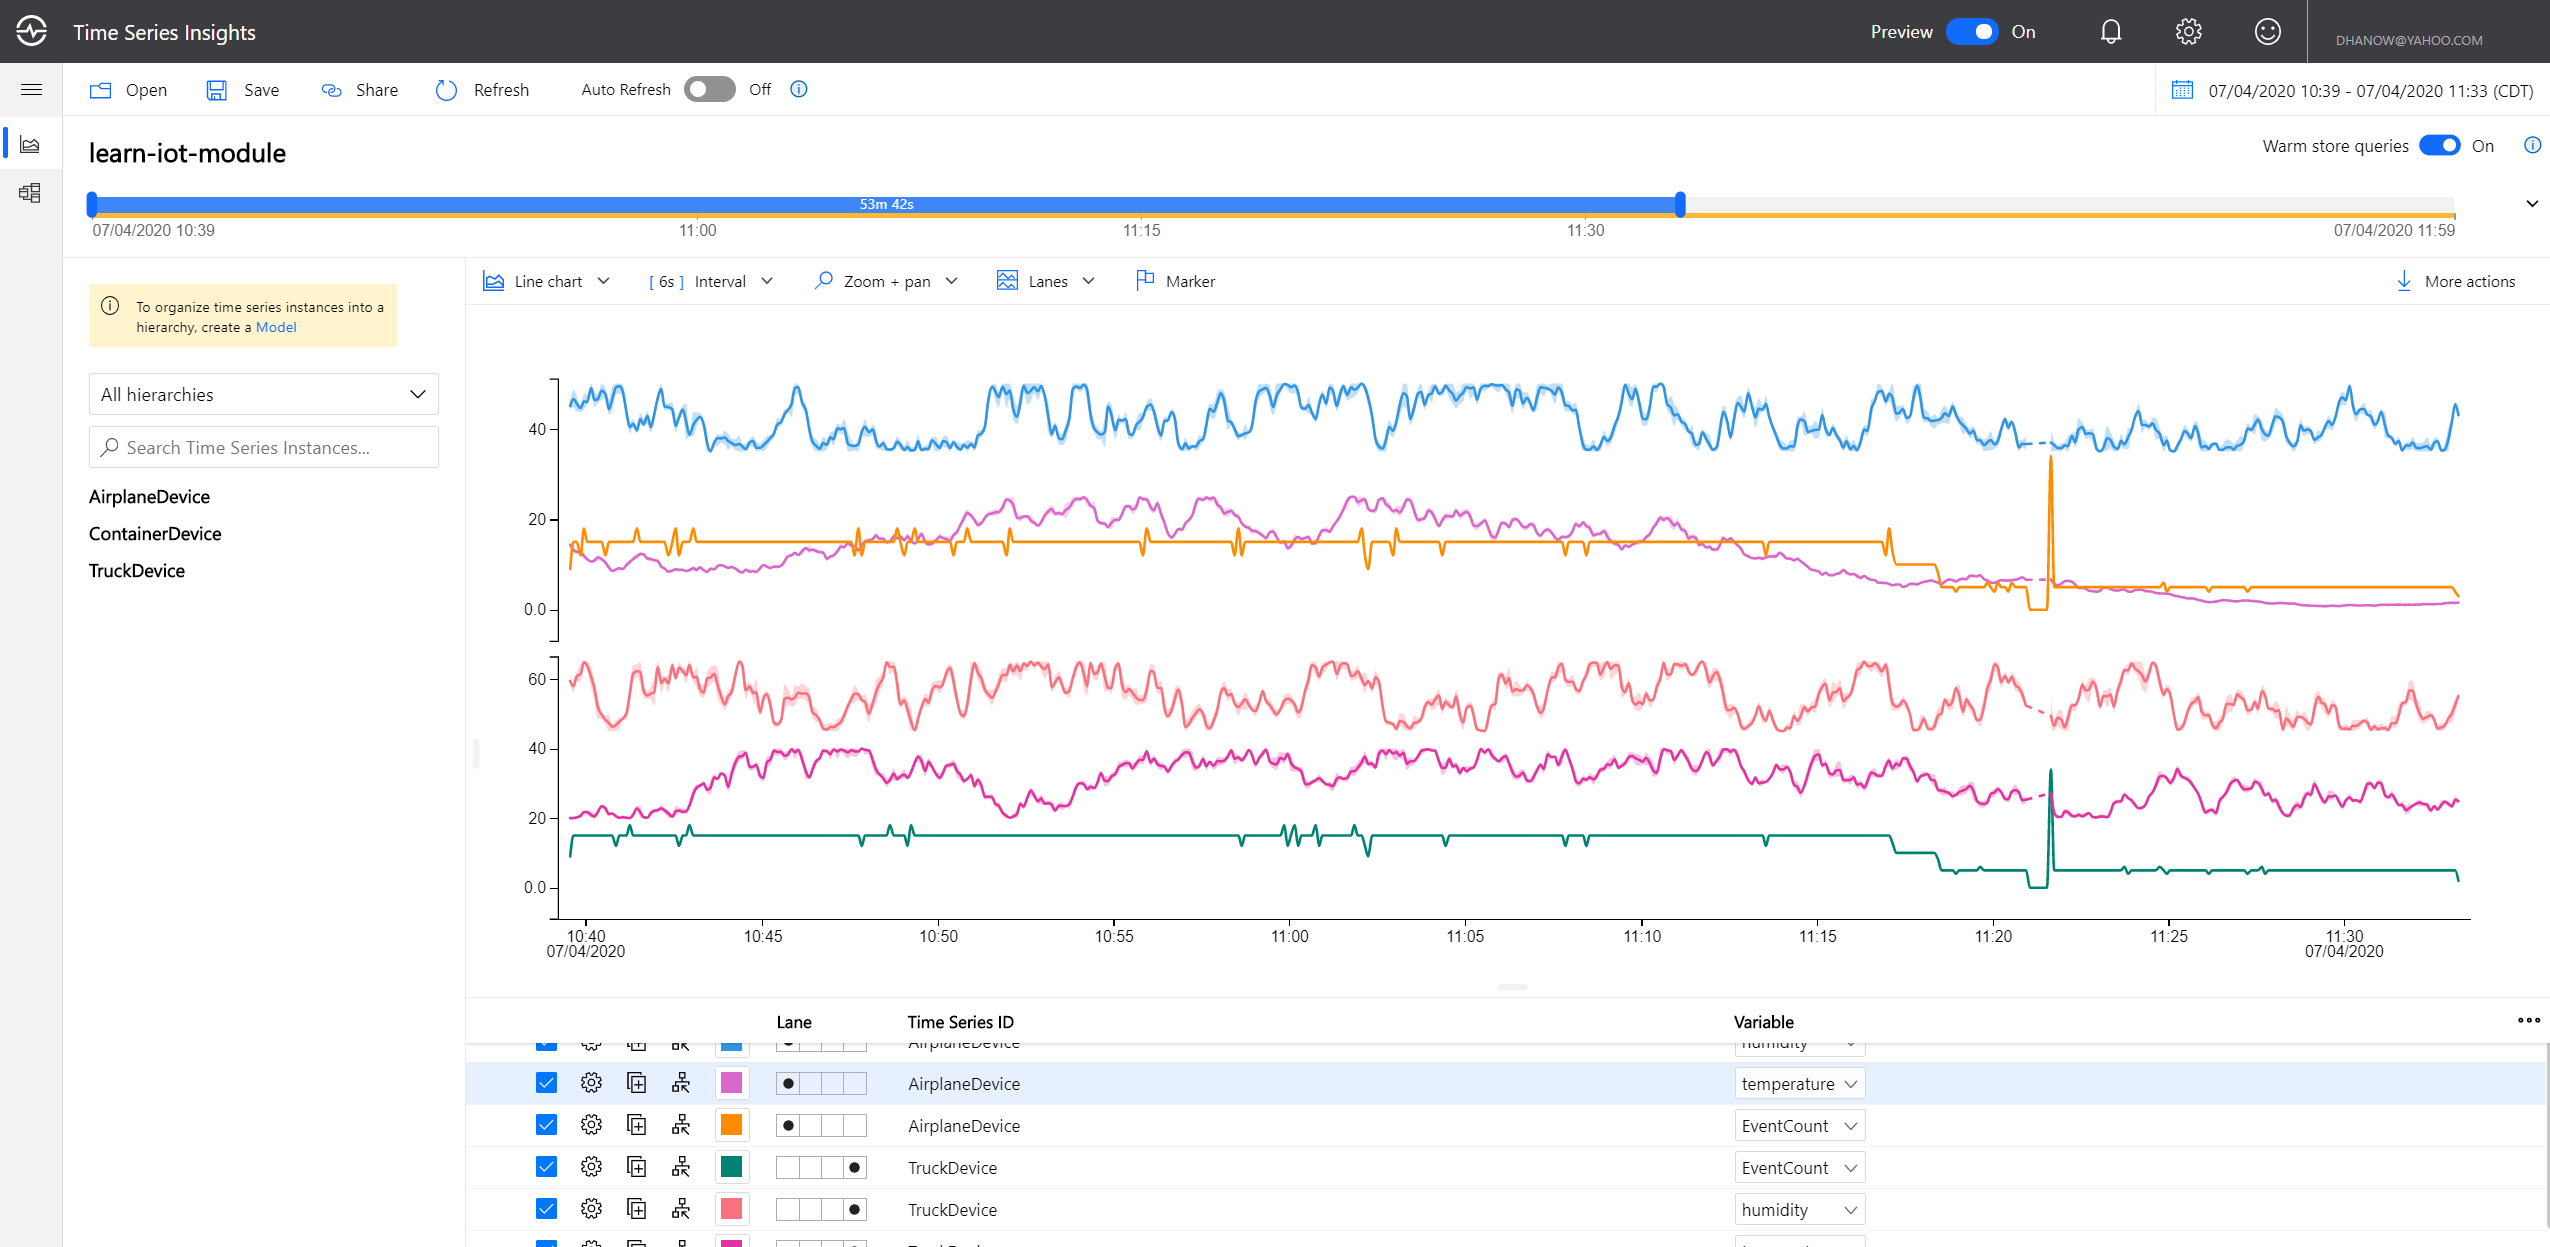 Time Series Insights
Preview On
DHANOW@YAHOO.COM
Open Save Share Refresh Auto Refresh Off
07/04/2020 10:39 - 07/04/2020 11:33 (CDT)
learn-iot-module
Warm store queries On
53m 42s
07/04/2020 10:39 11:00 11:15 11:30 07/04/2020 11:59
To organize time series instances into a
hierarchy, create a Model
All hierarchies
Search Time Series Instances...
AirplaneDevice
ContainerDevice
TruckDevice
Line chart [ 6s ] Interval Zoom + pan Lanes Marker More actions
40
20
0.0
60
40
20
0.0
10:40 10:45 10:50 10:55 11:00 11:05 11:10 11:15 11:20 11:25 11:30
07/04/2020 07/04/2020
Lane Time Series ID Variable
AirplaneDevice humidity
AirplaneDevice temperature
AirplaneDevice EventCount
TruckDevice EventCount
TruckDevice humidity